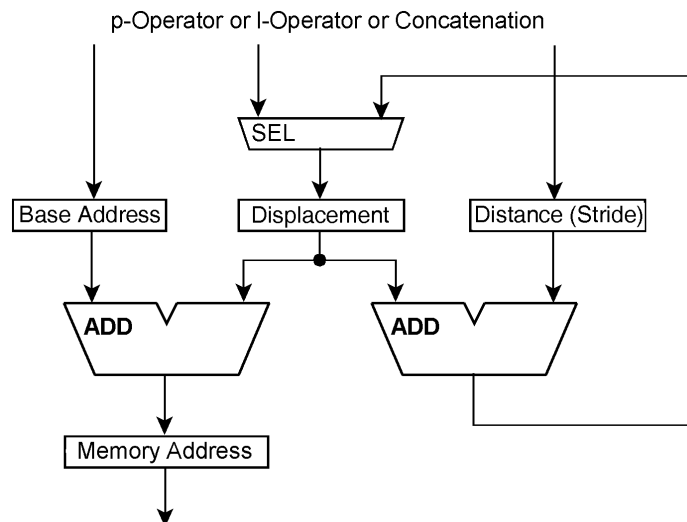 p-Operator or I-Operator or Concatenation
SEL
Base Address
Displacement
Distance (Stride)
ADD
ADD
Memory Address